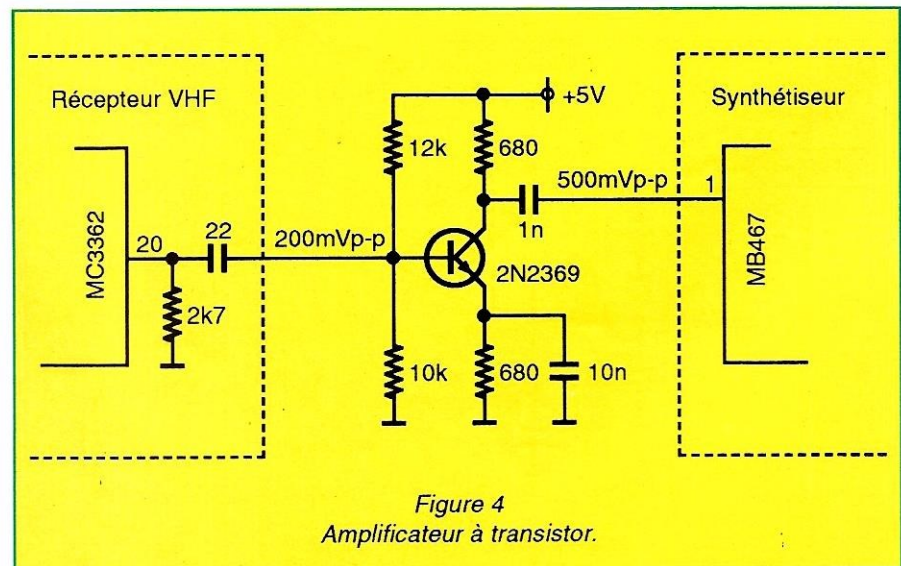 Récepteur VHF
+5V
Synthétiseur
12k
680
500mVp-p
1
MC3362
20
22
200mVp-p
1n
2N2369
MB467
2k7
10k
680
10n
Figure 4
Amplificateur à transistor.